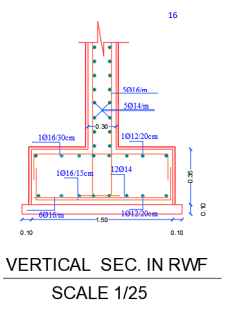 16
5Ø16/m
5Ø14/m
0.30
1Ø16/30cm
1Ø12/20cm
1Ø16/15cm
12Ø14
0.35
6Ø16/m
1Ø12/20cm
0.10
1.50
0.10
0.10
VERTICAL SEC. IN RWF
SCALE 1/25